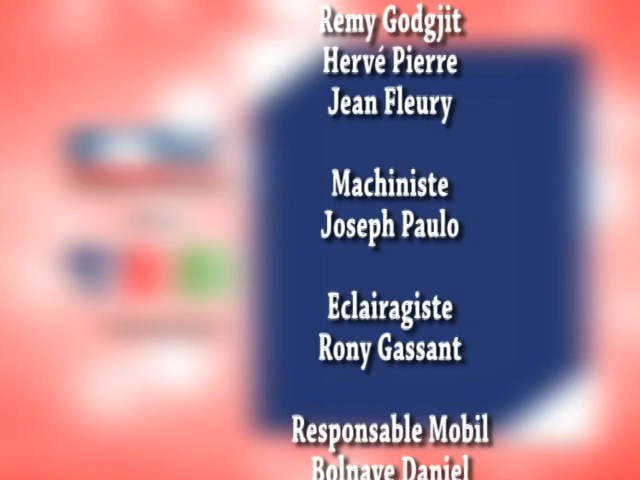 Remy Godgjit
Hervé Pierre
Jean Fleury
Machiniste
Joseph Paulo
Eclairagiste
Rony Gassant
Responsable Mobil
Bolnave Daniel